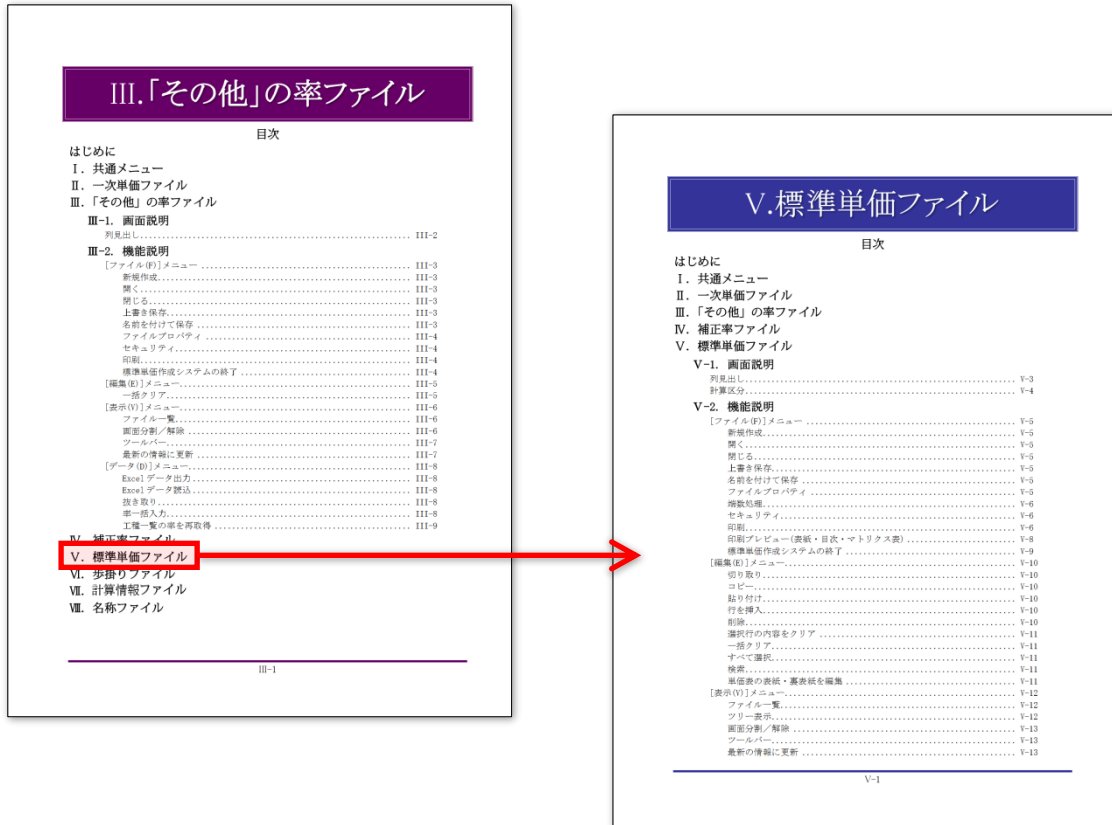 III.「その他」の率ファイル
目次
はじめに
Ⅰ. 共通メニュー
Ⅱ. 一次単価ファイル
Ⅲ. 「その他」の率ファイル
Ⅲ-1. 画面説明
列見出し................................ III-2
Ⅲ-2. 機能説明
[ファイル(F)]メニュー ................................ III-3
新規作成................................ III-3
開く................................ III-3
閉じる................................ III-3
上書き保存................................ III-3
名前を付けて保存 ................................ III-3
ファイルプロパティ ................................ III-4
セキュリティ................................ III-4
印刷................................ III-4
標準単価作成システムの終了 ................................ III-4
[編集(E)]メニュー................................ III-5
一括クリア................................ III-5
[表示(V)]メニュー................................ III-6
ファイル一覧................................ III-6
画面分割／解除 ................................ III-6
ツールバー................................ III-7
最新の情報に更新 ................................ III-7
[データ(D)]メニュー................................ III-8
Excel データ出力................................ III-8
Excel データ読込................................ III-8
抜き取り................................ III-8
率一括入力................................ III-8
工種一覧の率を再取得 ................................ III-9
Ⅳ. 補正率ファイル
Ⅴ. 標準単価ファイル
Ⅵ. 歩掛りファイル
Ⅶ. 計算情報ファイル
Ⅷ. 名称ファイル
III-1
V.標準単価ファイル
目次
はじめに
Ⅰ. 共通メニュー
Ⅱ. 一次単価ファイル
Ⅲ. 「その他」の率ファイル
Ⅳ. 補正率ファイル
Ⅴ. 標準単価ファイル
Ⅴ-1. 画面説明
列見出し................................ V-3
計算区分................................ V-4
Ⅴ-2. 機能説明
[ファイル(F)]メニュー ................................ V-5
新規作成................................ V-5
開く................................ V-5
閉じる................................ V-5
上書き保存................................ V-5
名前を付けて保存 ................................ V-5
ファイルプロパティ ................................ V-5
端数処理................................ V-6
セキュリティ................................ V-6
印刷................................ V-6
印刷プレビュー(表紙・目次・マトリクス表)................................ V-8
標準単価作成システムの終了 ................................ V-9
[編集(E)]メニュー................................ V-10
切り取り................................ V-10
コピー................................ V-10
貼り付け................................ V-10
行を挿入................................ V-10
削除................................ V-10
選択行の内容をクリア ................................ V-11
一括クリア................................ V-11
すべて選択................................ V-11
検索................................ V-11
単価表の表紙・裏表紙を編集 ................................ V-11
[表示(V)]メニュー................................ V-12
ファイル一覧................................ V-12
ツリー表示................................ V-12
画面分割／解除 ................................ V-13
ツールバー................................ V-13
最新の情報に更新 ................................ V-13
V-1